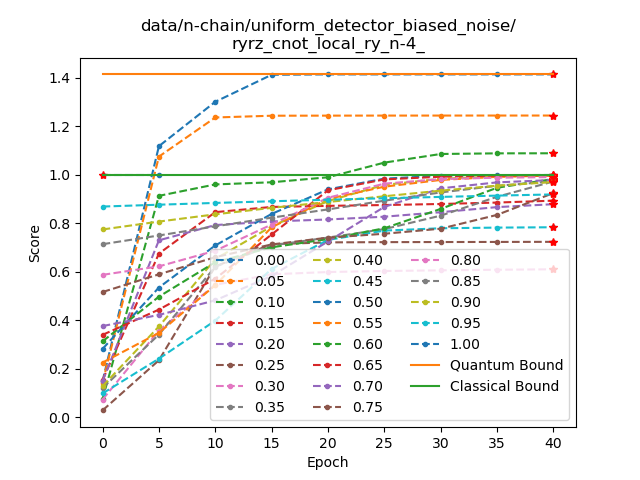 data/n-chain/uniform_detector_biased_noise/
ryrz_cnot_local_ry_n-4_
Score
1.4
1.2
1.0
0.8
0.6
0.4
0.2
0.0
0.00 0.40 0.80
0.05 0.45 0.85
0.10 0.50 0.90
0.15 0.55 0.95
0.20 0.60 1.00
0.25 0.65 Quantum Bound
0.30 0.70 Classical Bound
0.35 0.75
0 5 10 15 20 25 30 35 40
Epoch